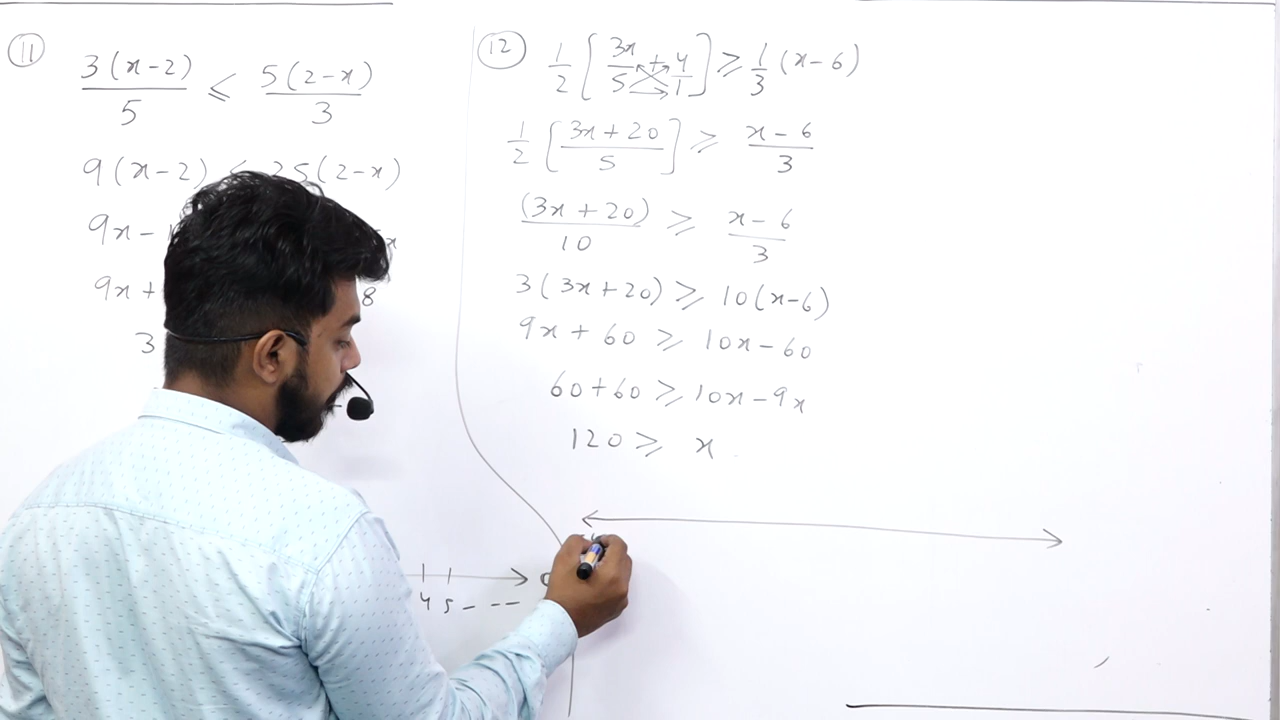 11
3(x-2)/5 ≤ 5(2-x)/3
9(x-2) 25(2-x)
9x-
9x+ 8
3
4 5 - - -
12
1/2 [3x/5 + 4/1] ≥ 1/3 (x-6)
1/2 [3x+20/5] ≥ x-6/3
(3x+20)/10 ≥ x-6/3
3(3x+20) ≥ 10(x-6)
9x+60 ≥ 10x-60
60+60 ≥ 10x-9x
120 ≥ x